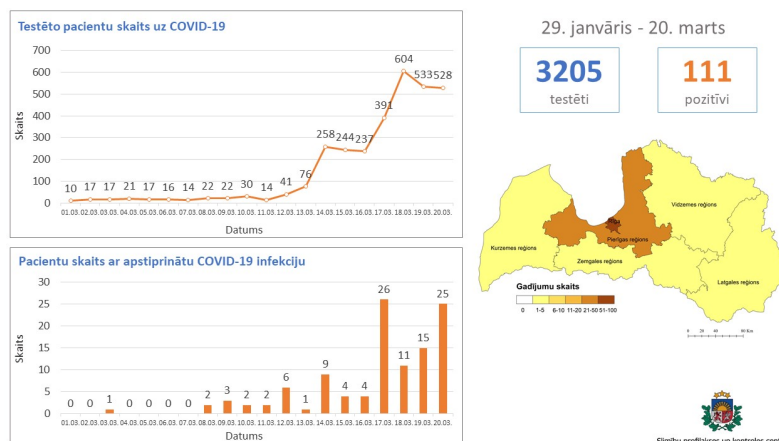 Testēto pacientu skaits uz COVID-19
Skaits
700
600
500
400
300
200
100
0
10 17 17 21 17 16 14 22 22 30 14 41 76 258 244 237 391 604 533 528
01.03. 02.03. 03.03. 04.03. 05.03. 06.03. 07.03. 08.03. 09.03. 10.03. 11.03. 12.03. 13.03. 14.03. 15.03. 16.03. 17.03. 18.03. 19.03. 20.03.
Datums
Pacientu skaits ar apstiprinātu COVID-19 infekciju
Skaits
30
25
20
15
10
5
0
0 0 1 0 0 0 0 2 3 2 2 6 1 9 4 4 26 11 15 25
01.03. 02.03. 03.03. 04.03. 05.03. 06.03. 07.03. 08.03. 09.03. 10.03. 11.03. 12.03. 13.03. 14.03. 15.03. 16.03. 17.03. 18.03. 19.03. 20.03.
Datums
29. janvāris - 20. marts
3205
testēti
111
pozitīvi
Vidzemes reģions
Rīga
Pierīgas reģions
Kurzemes reģions
Zemgales reģions
Latgales reģions
Gadījumu skaits
0 1-5 6-10 11-20 21-50 51-100
0 20 40 80 Km